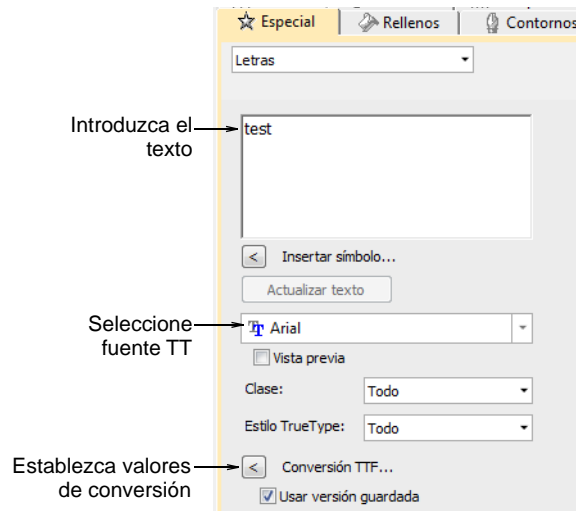 Especial
Rellenos
Contornos
Letras
Introduzca el
texto
test
< Insertar símbolo...
Actualizar texto
Seleccione
fuente TT
Arial
Vista previa
Clase: Todo
Estilo TrueType: Todo
Establezca valores
de conversión
< Conversión TTF...
Usar versión guardada